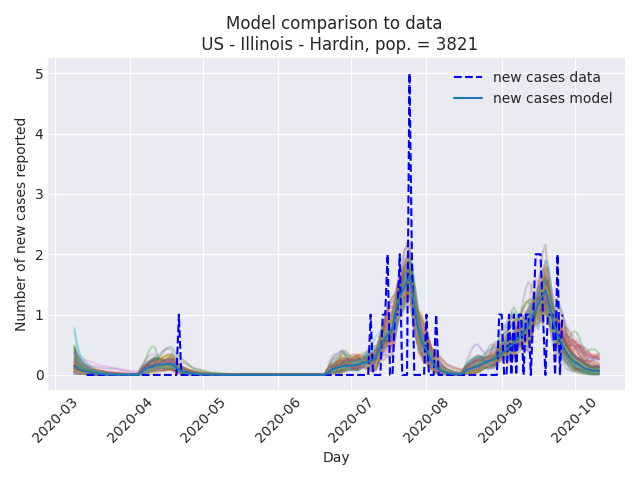 Model comparison to data
US - Illinois - Hardin, pop. = 3821
new cases data
new cases model
Number of new cases reported
5
4
3
2
1
0
2020-03
2020-04
2020-05
2020-06
2020-07
2020-08
2020-09
2020-10
Day